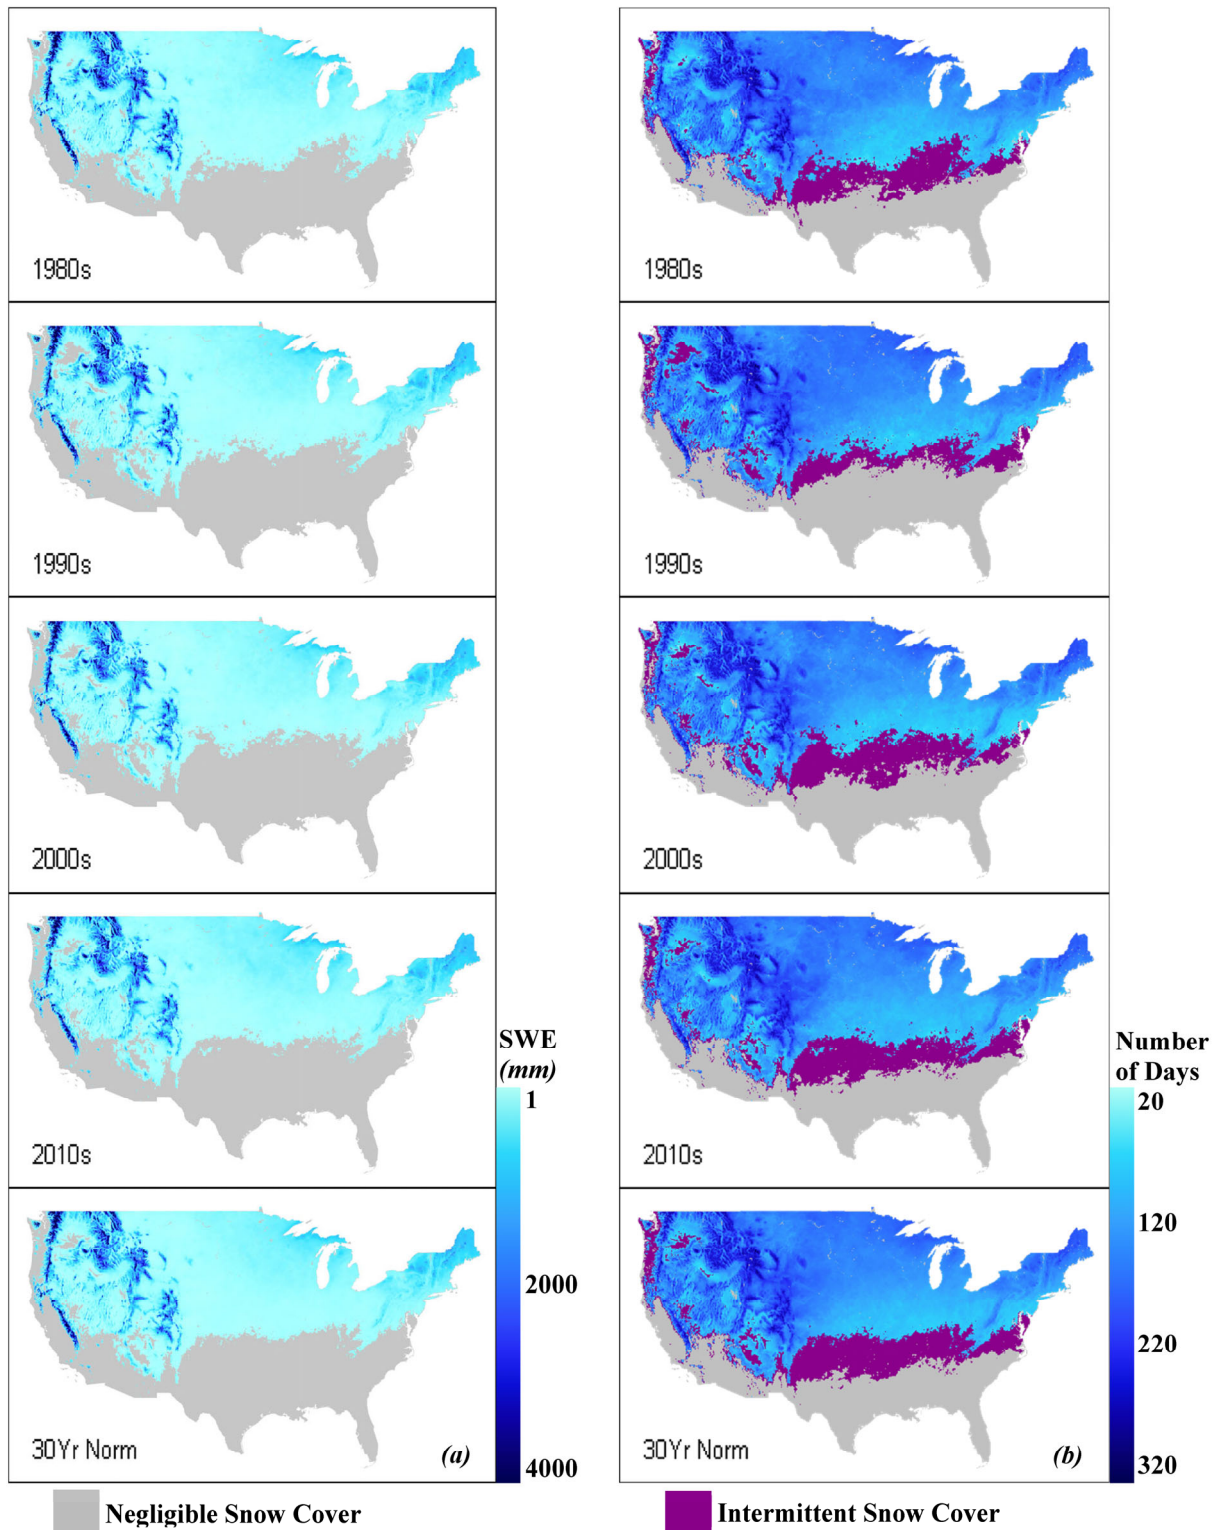 1980s
1980s
1990s
1990s
2000s
2000s
2010s
SWE
(mm)
1
2000
4000
2010s
Number
of Days
20
120
220
320
30Yr Norm
(a)
30Yr Norm
(b)
Negligible Snow Cover
Intermittent Snow Cover